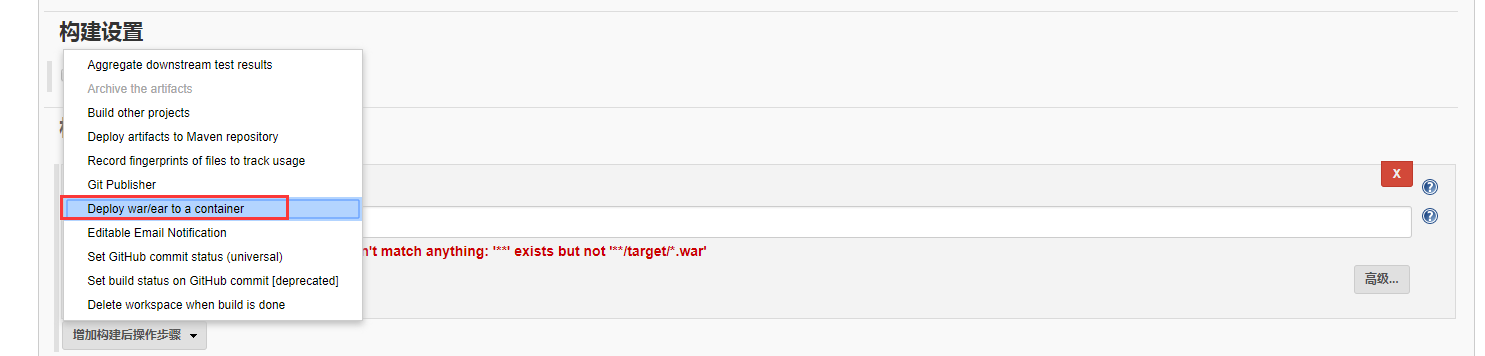 构建设置
Aggregate downstream test results
Archive the artifacts
Build other projects
Deploy artifacts to Maven repository
Record fingerprints of files to track usage
X
Git Publisher
Deploy war/ear to a container
Editable Email Notification
n't match anything: '**' exists but not '**/target/*.war'
Set GitHub commit status (universal)
Set build status on GitHub commit [deprecated]
高级...
Delete workspace when build is done
增加构建后操作步骤